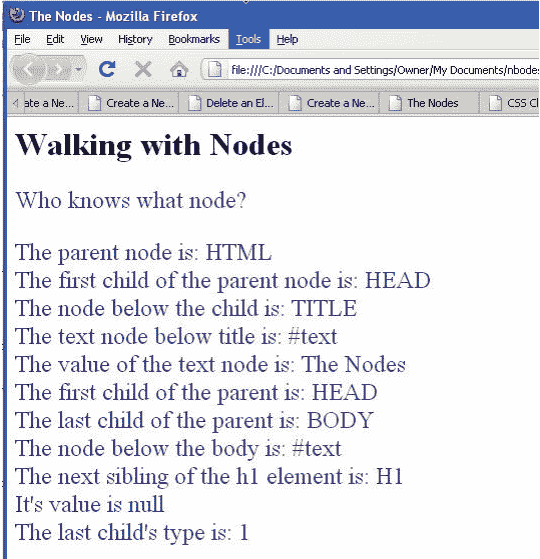 The Nodes - Mozilla Firefox
File Edit View History Bookmarks Tools Help
file:///C:/Documents and Settings/Owner/My Documents/nbodes
ate a Ne... Create a Ne... Delete an El... Create a Ne... The Nodes CSS Cl
Walking with Nodes
Who knows what node?
The parent node is: HTML
The first child of the parent node is: HEAD
The node below the child is: TITLE
The text node below title is: #text
The value of the text node is: The Nodes
The first child of the parent is: HEAD
The last child of the parent is: BODY
The node below the body is: #text
The next sibling of the h1 element is: H1
It's value is null
The last child's type is: 1